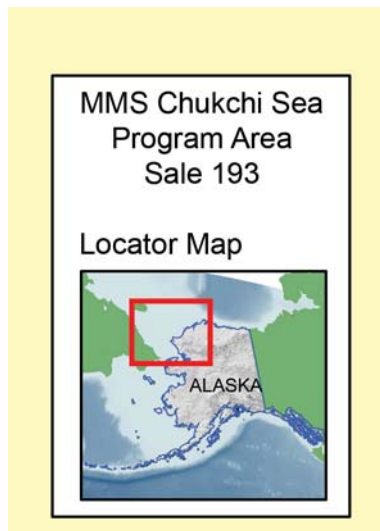 MMS Chukchi Sea
Program Area
Sale 193
Locator Map
ALASKA